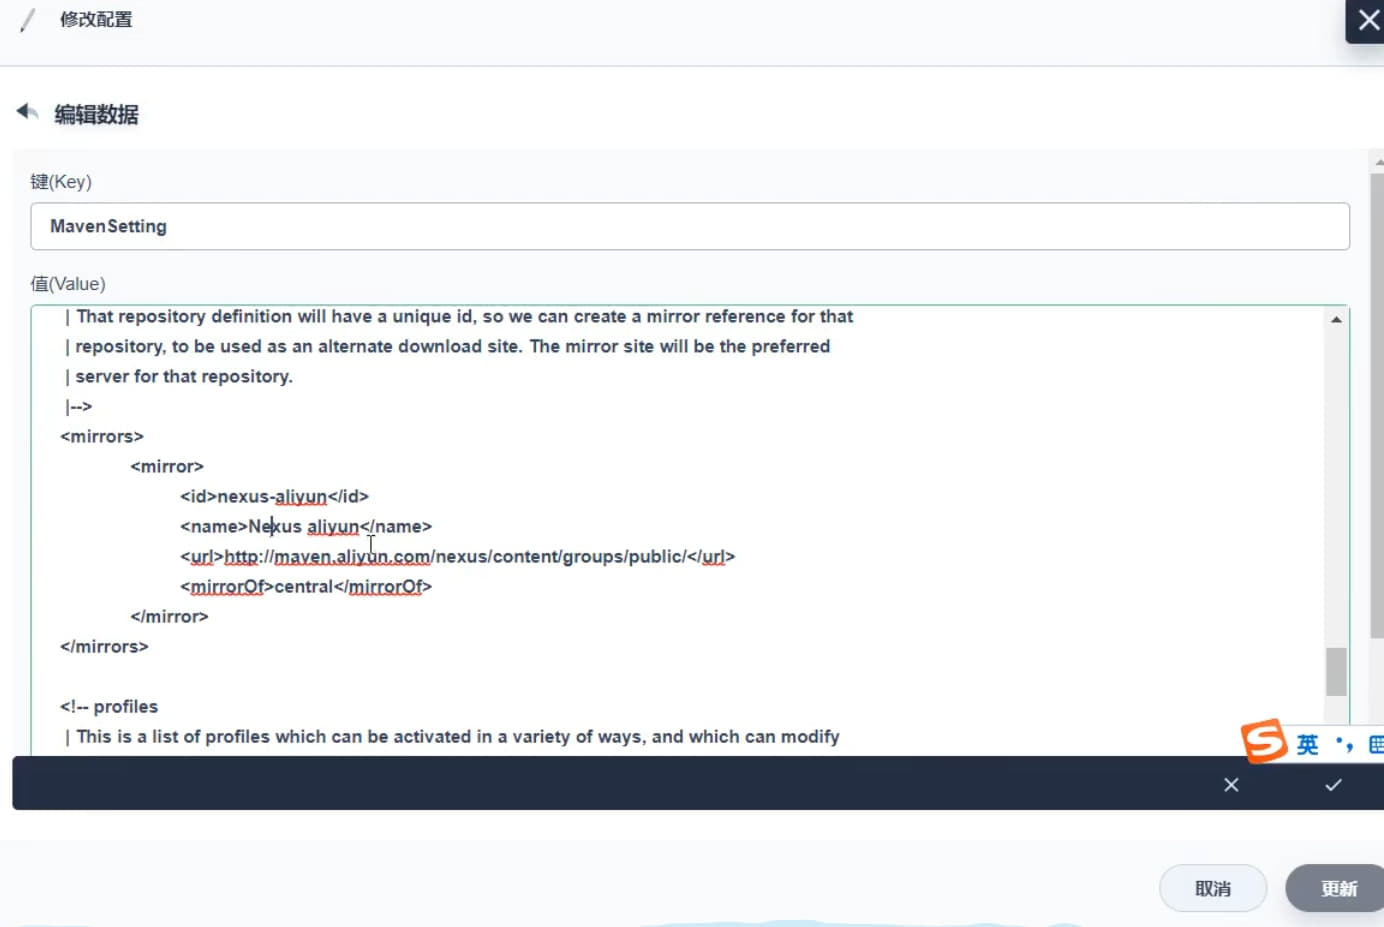 修改配置
编辑数据
键(Key)
MavenSetting
值(Value)
| That repository definition will have a unique id, so we can create a mirror reference for that
| repository, to be used as an alternate download site. The mirror site will be the preferred
| server for that repository.
|-->
<mirrors>
<mirror>
<id>nexus-aliyun</id>
<name>Nexus aliyun</name>
<url>http://maven.aliyun.com/nexus/content/groups/public/</url>
<mirrorOf>central</mirrorOf>
</mirror>
</mirrors>
<!-- profiles
| This is a list of profiles which can be activated in a variety of ways, and which can modify
S 英
取消
更新